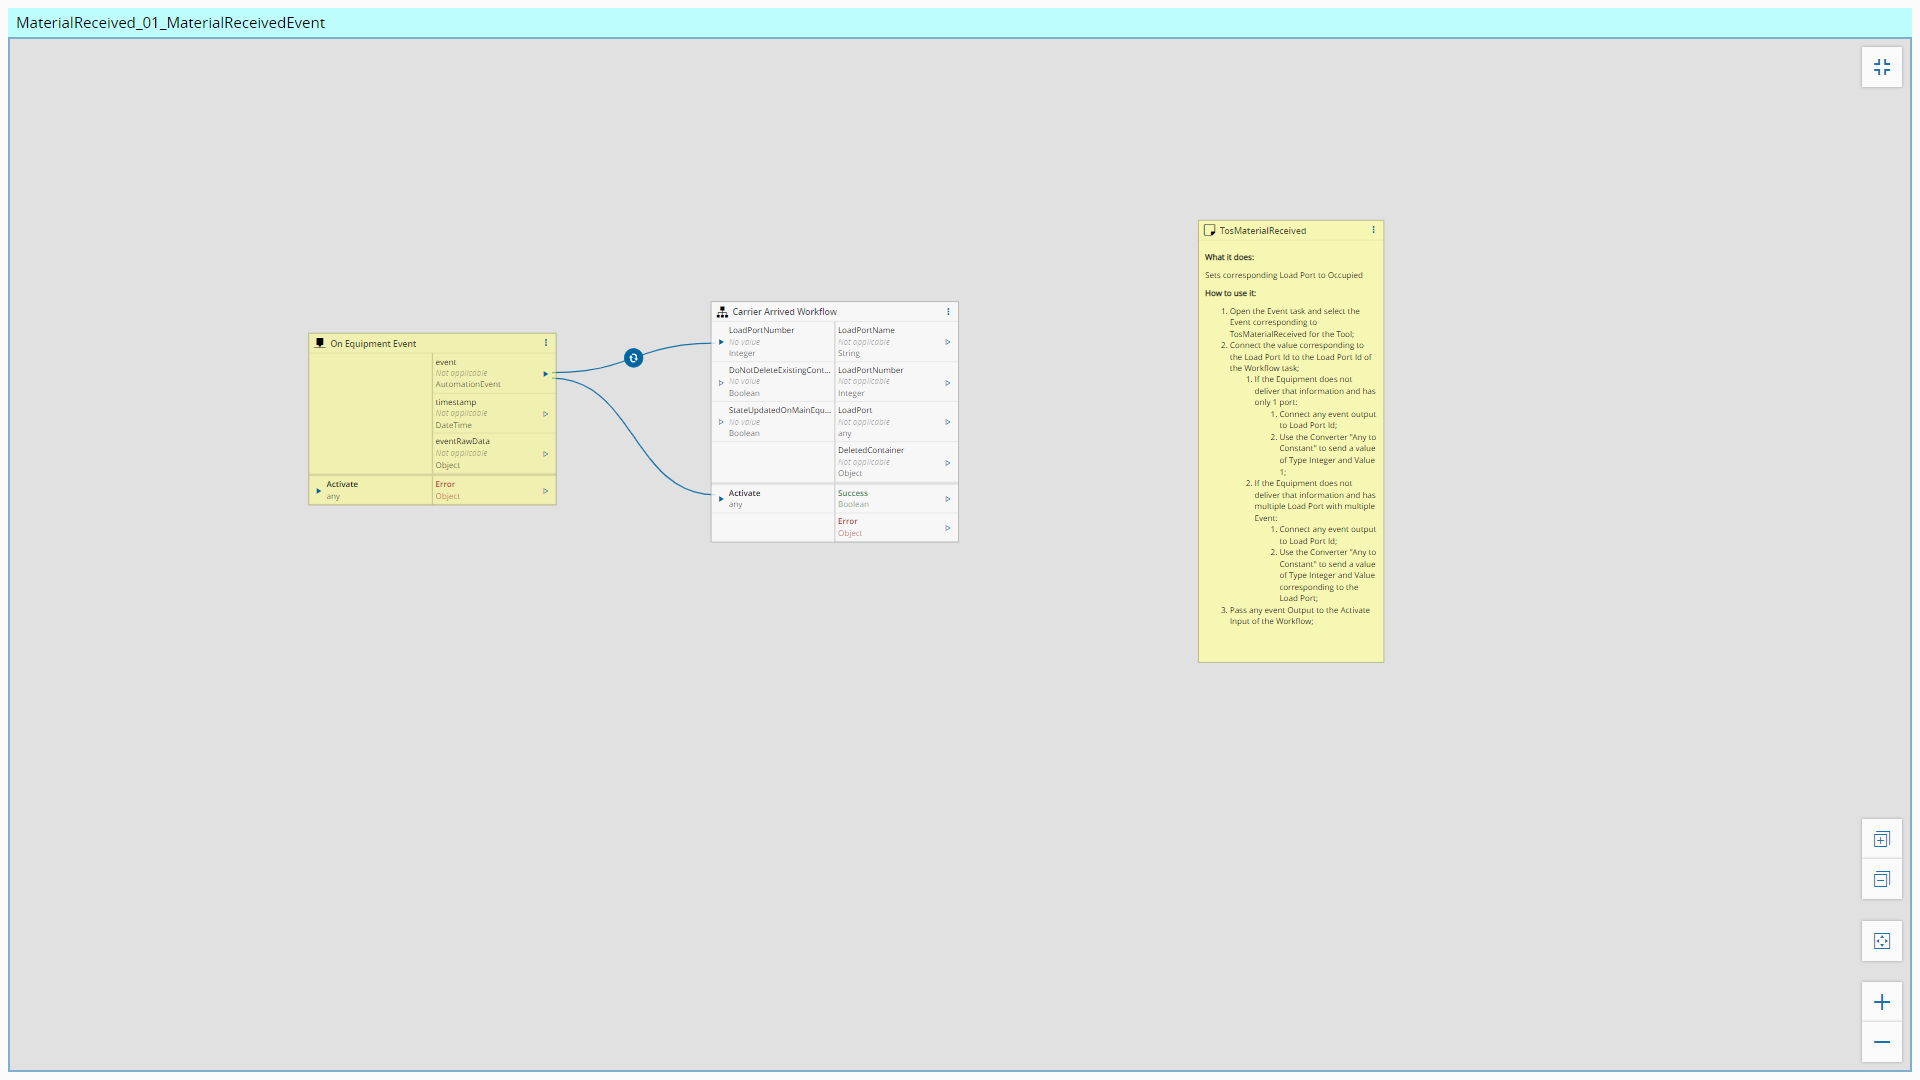 MaterialReceived_01_MaterialReceivedEvent
On Equipment Event
event
Not applicable
AutomationEvent
timestamp
Not applicable
DateTime
eventRawData
Not applicable
Object
Activate
any
Error
Object
Carrier Arrived Workflow
LoadPortNumber
No value
Integer
LoadPortName
Not applicable
String
DoNotDeleteExistingCont...
No value
Boolean
LoadPortNumber
Not applicable
Integer
StateUpdatedOnMainEqu...
No value
Boolean
LoadPort
Not applicable
any
DeletedContainer
Not applicable
Object
Activate
any
Success
Boolean
Error
Object
TosMaterialReceived
What it does:
Sets corresponding Load Port to Occupied
How to use it:
1. Open the Event task and select the
Event corresponding to
TosMaterialReceived for the Tool;
2. Connect the value corresponding to
the Load Port Id to the Load Port Id of
the Workflow task;
1. If the Equipment does not
deliver that information and has
only 1 port:
1. Connect any event output
to Load Port Id;
2. Use the Converter "Any to
Constant" to send a value
of Type Integer and Value
1;
2. If the Equipment does not
deliver that information and has
multiple Load Port with multiple
Event:
1. Connect any event output
to Load Port Id;
2. Use the Converter "Any to
Constant" to send a value
of Type Integer and Value
corresponding to the
Load Port;
3. Pass any event Output to the Activate
Input of the Workflow;